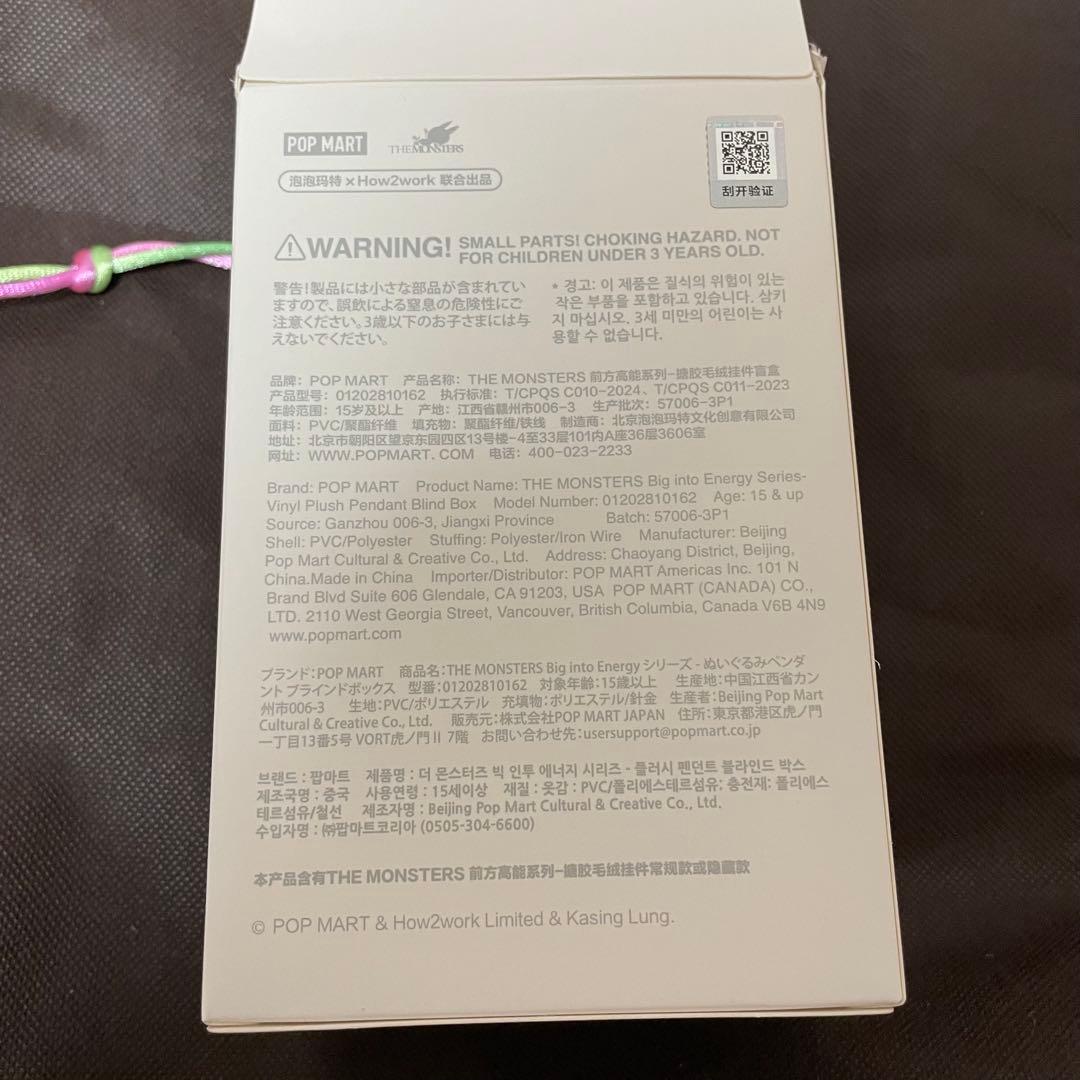 POP MART THE MONSTERS
泡泡玛特 × How2work 联合出品
刮开验证
WARNING! SMALL PARTS! CHOKING HAZARD. NOT
FOR CHILDREN UNDER 3 YEARS OLD.
警告!製品には小さな部品が含まれてい
ますので、誤飲による窒息の危険性にご
注意ください。3歳以下のお子さまには与
えないでください。
* 경고: 이 제품은 질식의 위험이 있는
작은 부품을 포함하고 있습니다. 삼키
지 마십시오. 3세 미만의 어린이는 사
용할 수 없습니다.
品牌: POP MART 产品名称: THE MONSTERS 前方高能系列-搪胶毛绒挂件盲盒
产品型号: 01202810162 执行标准: T/CPQS C010-2024、T/CPQS C011-2023
年龄范围: 15岁及以上 产地: 江西省赣州市006-3 生产批次: 57006-3P1
面料: PVC/聚酯纤维 填充物: 聚酯纤维/铁线 制造商: 北京泡泡玛特文化创意有限公司
地址: 北京市朝阳区望京东园四区13号楼-4至33层101内A座36层3606室
网址: WWW.POPMART. COM 电话: 400-023-2233
Brand: POP MART Product Name: THE MONSTERS Big into Energy Series-
Vinyl Plush Pendant Blind Box Model Number: 01202810162 Age: 15 & up
Source: Ganzhou 006-3, Jiangxi Province Batch: 57006-3P1
Shell: PVC/Polyester Stuffing: Polyester/Iron Wire Manufacturer: Beijing
Pop Mart Cultural & Creative Co., Ltd. Address: Chaoyang District, Beijing,
China.Made in China Importer/Distributor: POP MART Americas Inc. 101 N
Brand Blvd Suite 606 Glendale, CA 91203, USA POP MART (CANADA) CO.,
LTD. 2110 West Georgia Street, Vancouver, British Columbia, Canada V6B 4N9
www.popmart.com
ブランド:POP MART 商品名:THE MONSTERS Big into Energy シリーズ - ぬいぐるみペンダ
ント ブラインドボックス 型番:01202810162 対象年齢:15歳以上 生産地:中国江西省カン
州市006-3 生地:PVC/ポリエステル 充填物:ポリエステル/針金 生産者:Beijing Pop Mart
Cultural & Creative Co., Ltd. 販売元:株式会社POP MART JAPAN 住所:東京都港区虎ノ門
一丁目13番5号 VORT虎ノ門Ⅱ 7階 お問い合わせ先:usersupport@popmart.co.jp
브랜드 : 팝마트 제품명 : 더 몬스터즈 빅 인투 에너지 시리즈 - 플러시 펜던트 블라인드 박스
제조국명 : 중국 사용연령 : 15세이상 재질 : 옷감 : PVC/폴리에스테르섬유; 충전재: 폴리에스
테르섬유/철선 제조자명 : Beijing Pop Mart Cultural & Creative Co., Ltd.
수입자명 : ㈜팝마트코리아 (0505-304-6600)
本产品含有THE MONSTERS 前方高能系列-搪胶毛绒挂件常规款或隐藏款
© POP MART & How2work Limited & Kasing Lung.